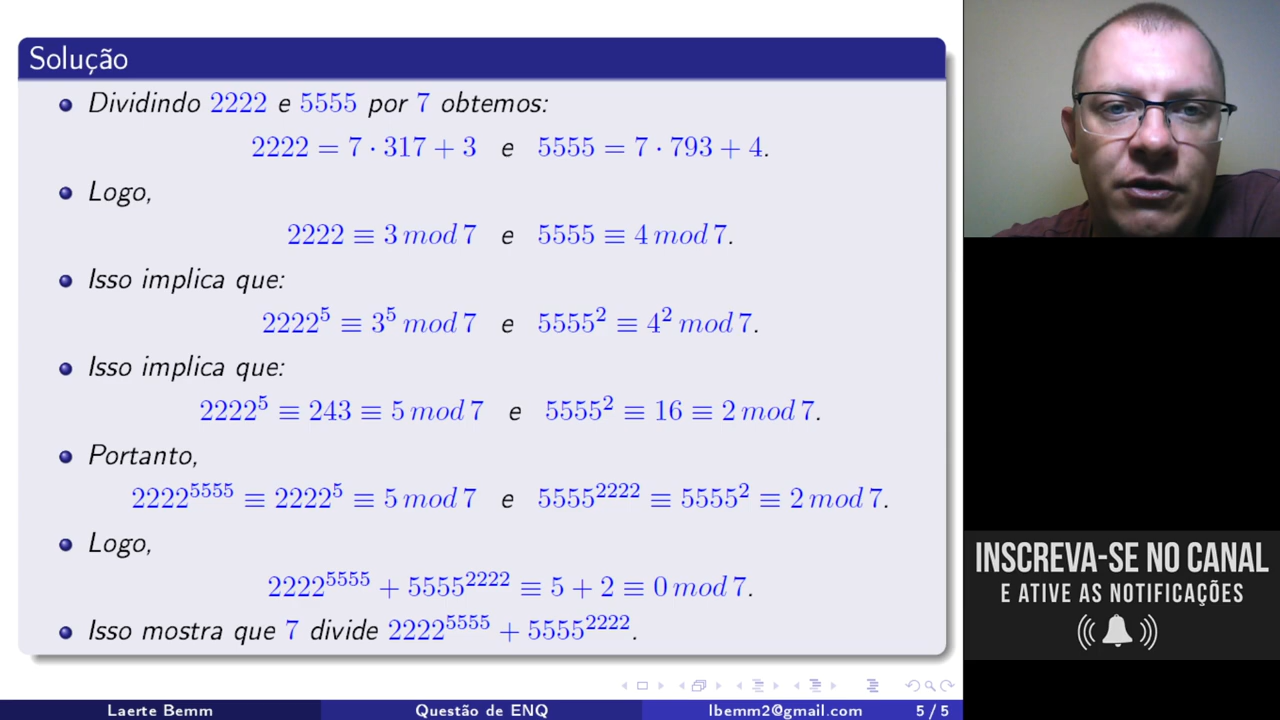 Solução
Dividindo 2222 e 5555 por 7 obtemos:
2222 = 7 · 317 + 3 e 5555 = 7 · 793 + 4.
Logo,
2222 ≡ 3 mod 7 e 5555 ≡ 4 mod 7.
Isso implica que:
2222⁵ ≡ 3⁵ mod 7 e 5555² ≡ 4² mod 7.
Isso implica que:
2222⁵ ≡ 243 ≡ 5 mod 7 e 5555² ≡ 16 ≡ 2 mod 7.
Portanto,
2222⁵⁵⁵⁵ ≡ 2222⁵ ≡ 5 mod 7 e 5555²²²² ≡ 5555² ≡ 2 mod 7.
Logo,
2222⁵⁵⁵⁵ + 5555²²²² ≡ 5 + 2 ≡ 0 mod 7.
Isso mostra que 7 divide 2222⁵⁵⁵⁵ + 5555²²²².
Laerte Bemm Questão de ENQ lbemm2@gmail.com 5 / 5
INSCREVA-SE NO CANAL
E ATIVE AS NOTIFICAÇÕES